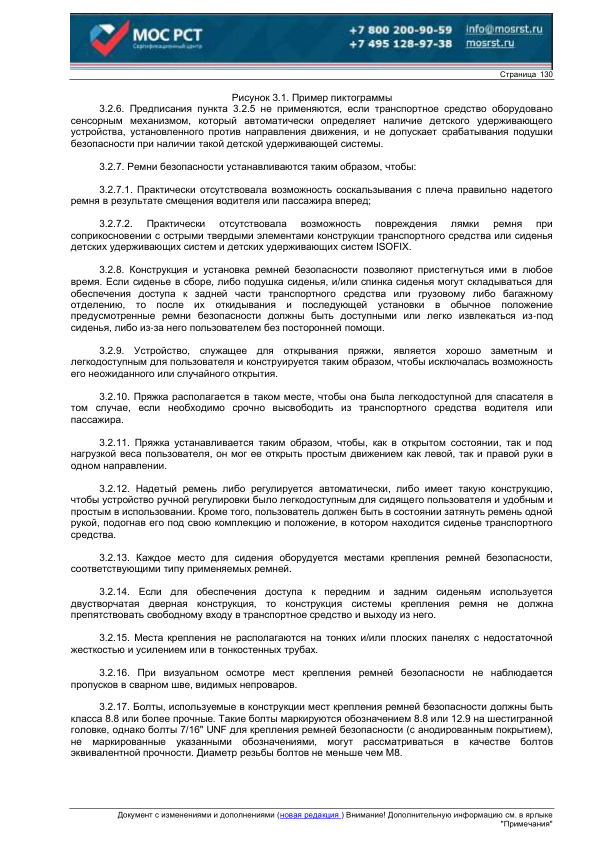 МОС РСТ
Сертификационный центр
+7 800 200-90-59 info@mosrst.ru
+7 495 128-97-38 mosrst.ru
Страница 130
Рисунок 3.1. Пример пиктограммы
3.2.6. Предписания пункта 3.2.5 не применяются, если транспортное средство оборудовано
сенсорным механизмом, который автоматически определяет наличие детского удерживающего
устройства, установленного против направления движения, и не допускает срабатывания подушки
безопасности при наличии такой детской удерживающей системы.
3.2.7. Ремни безопасности устанавливаются таким образом, чтобы:
3.2.7.1. Практически отсутствовала возможность соскальзывания с плеча правильно надетого
ремня в результате смещения водителя или пассажира вперед;
3.2.7.2. Практически отсутствовала возможность повреждения лямки ремня при
соприкосновении с острыми твердыми элементами конструкции транспортного средства или сиденья
детских удерживающих систем и детских удерживающих систем ISOFIX.
3.2.8. Конструкция и установка ремней безопасности позволяют пристегнуться ими в любое
время. Если сиденье в сборе, либо подушка сиденья, и/или спинка сиденья могут складываться для
обеспечения доступа к задней части транспортного средства или грузовому либо багажному
отделению, то после их откидывания и последующей установки в обычное положение
предусмотренные ремни безопасности должны быть доступными или легко извлекаться из-под
сиденья, либо из-за него пользователем без посторонней помощи.
3.2.9. Устройство, служащее для открывания пряжки, является хорошо заметным и
легкодоступным для пользователя и конструируется таким образом, чтобы исключалась возможность
его неожиданного или случайного открытия.
3.2.10. Пряжка располагается в таком месте, чтобы она была легкодоступной для спасателя в
том случае, если необходимо срочно высвободить из транспортного средства водителя или
пассажира.
3.2.11. Пряжка устанавливается таким образом, чтобы, как в открытом состоянии, так и под
нагрузкой веса пользователя, он мог ее открыть простым движением как левой, так и правой руки в
одном направлении.
3.2.12. Надетый ремень либо регулируется автоматически, либо имеет такую конструкцию,
чтобы устройство ручной регулировки было легкодоступным для сидящего пользователя и удобным и
простым в использовании. Кроме того, пользователь должен быть в состоянии затянуть ремень одной
рукой, подогнав его под свою комплекцию и положение, в котором находится сиденье транспортного
средства.
3.2.13. Каждое место для сидения оборудуется местами крепления ремней безопасности,
соответствующими типу применяемых ремней.
3.2.14. Если для обеспечения доступа к передним и задним сиденьям используется
двустворчатая дверная конструкция, то конструкция системы крепления ремня не должна
препятствовать свободному входу в транспортное средство и выходу из него.
3.2.15. Места крепления не располагаются на тонких и/или плоских панелях с недостаточной
жесткостью и усилением или в тонкостенных трубах.
3.2.16. При визуальном осмотре мест крепления ремней безопасности не наблюдается
пропусков в сварном шве, видимых непроваров.
3.2.17. Болты, используемые в конструкции мест крепления ремней безопасности должны быть
класса 8.8 или более прочные. Такие болты маркируются обозначением 8.8 или 12.9 на шестигранной
головке, однако болты 7/16" UNF для крепления ремней безопасности (с анодированным покрытием),
не маркированные указанными обозначениями, могут рассматриваться в качестве болтов
эквивалентной прочности. Диаметр резьбы болтов не меньше чем М8.
Документ с изменениями и дополнениями (новая редакция ) Внимание! Дополнительную информацию см. в ярлыке
"Примечания"